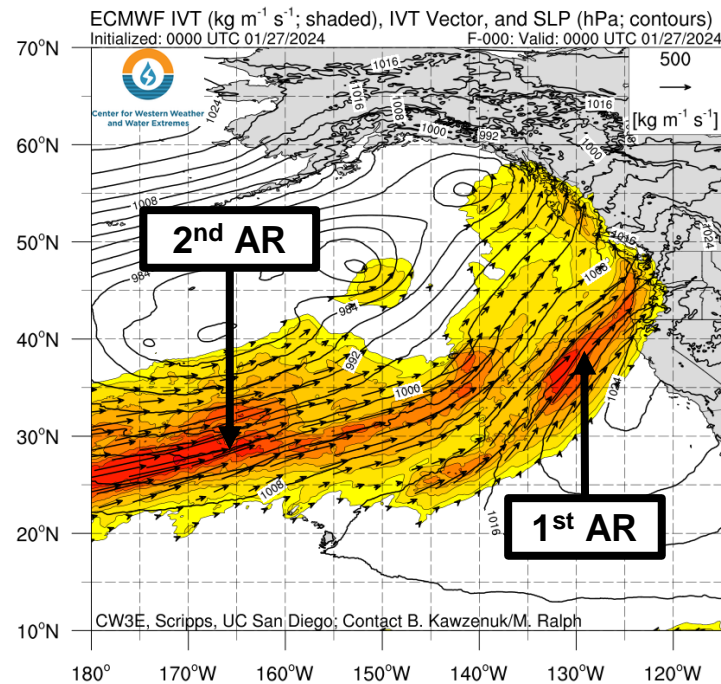 ECMWF IVT (kg m⁻¹ s⁻¹; shaded), IVT Vector, and SLP (hPa; contours)
Initialized: 0000 UTC 01/27/2024 F-000: Valid: 0000 UTC 01/27/2024
500
[kg m⁻¹ s⁻¹]
Center for Western Weather
and Water Extremes
70°N
60°N
50°N
40°N
30°N
20°N
10°N
1016
1008
1000
992
1024
1016
1000
1008
2nd AR
1016
1024
984
984
1008
992
1000
1024
1008
1016
1st AR
CW3E, Scripps, UC San Diego; Contact B. Kawzenuk/M. Ralph
180° 170°W 160°W 150°W 140°W 130°W 120°W